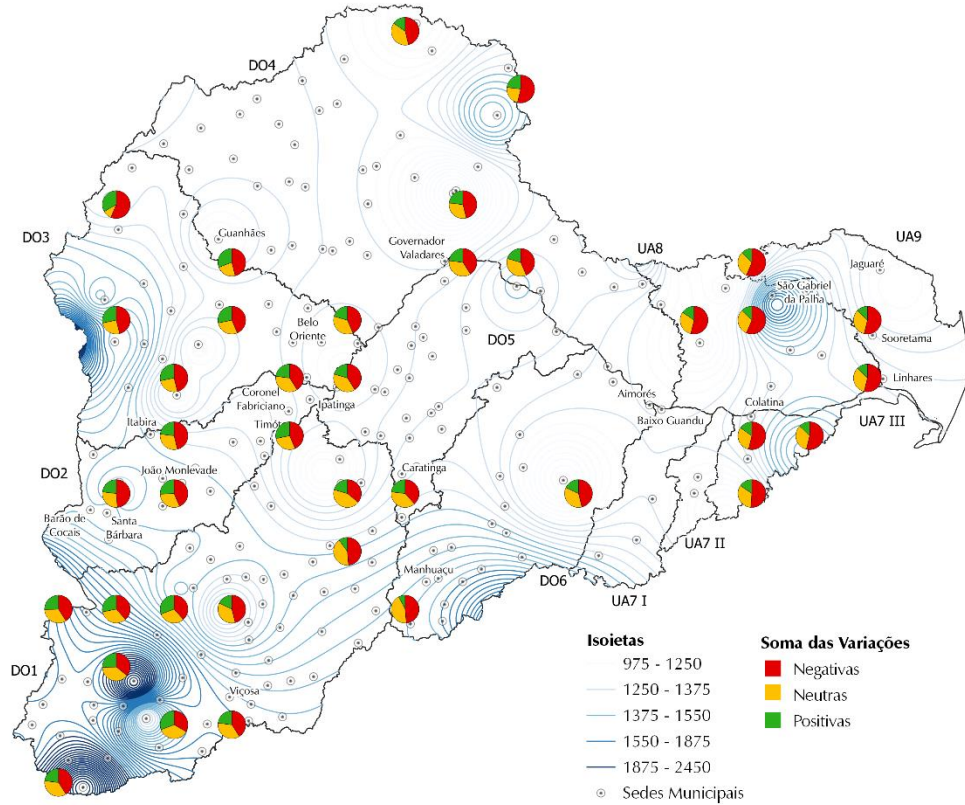 DO4
DO3
Guanhães
Governador
Valadares
UA8
UA9
Jaguaré
São Gabriel
da Palha
Belo
Oriente
DO5
Sooretama
Coronel
Fabriciano
Ipatinga
Aimorés
Linhares
Itabira
Timót
Baixo Guandu
Colatina
UA7 III
DO2
João Monlevade
Caratinga
Barão de
Cocais
Santa
Bárbara
UA7 II
Manhuaçu
DO6
UA7 I
DO1
Viçosa
Isoietas
975 - 1250
1250 - 1375
1375 - 1550
1550 - 1875
1875 - 2450
Sedes Municipais
Soma das Variações
Negativas
Neutras
Positivas